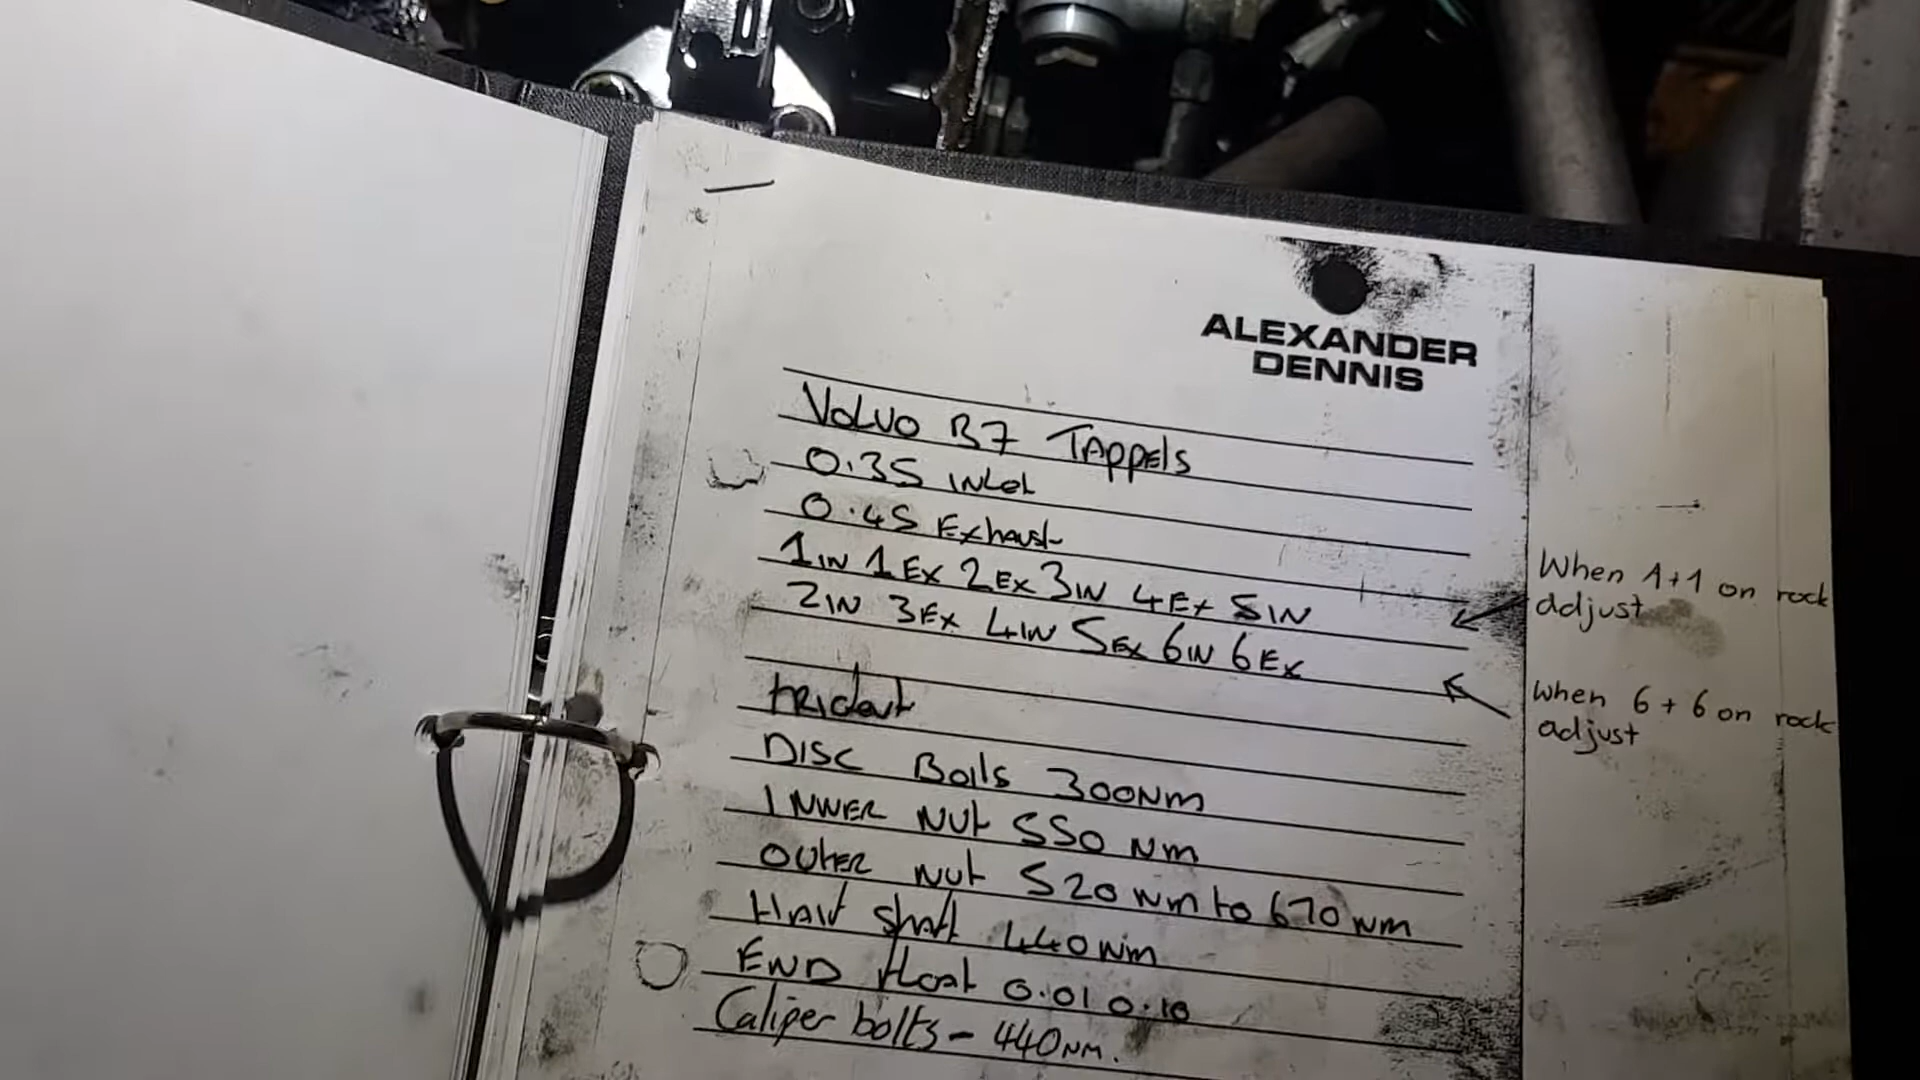 ALEXANDER
DENNIS
VOLVO B7 TAppEls
0.35 INLET
0.45 Exhaust
1IN 1EX 2EX 3IN 4EX 5IN
2IN 3EX 4IN 5EX 6IN 6EX
When 1+1 on rock
adjust
When 6+6 on rock
adjust
tRIdent
DISC Bolts 300NM
INNER NUt 550 NM
OUtER NUt 520 NM to 670 NM
Half Shaft 440NM
END float 0.01 0.10
Caliper bolts - 440NM.